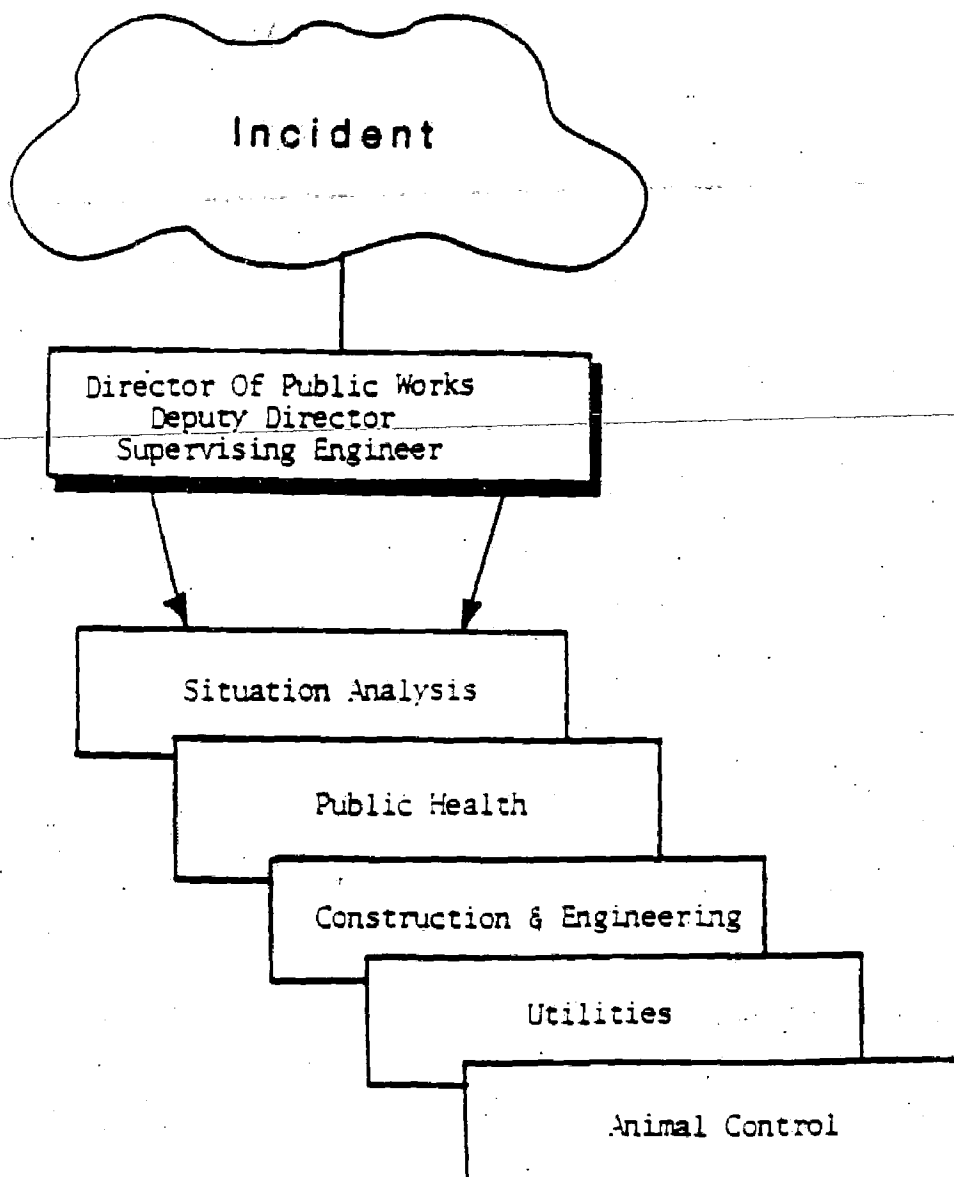 Incident
Director Of Public Works
Deputy Director
Supervising Engineer
Situation Analysis
Public Health
Construction & Engineering
Utilities
Animal Control